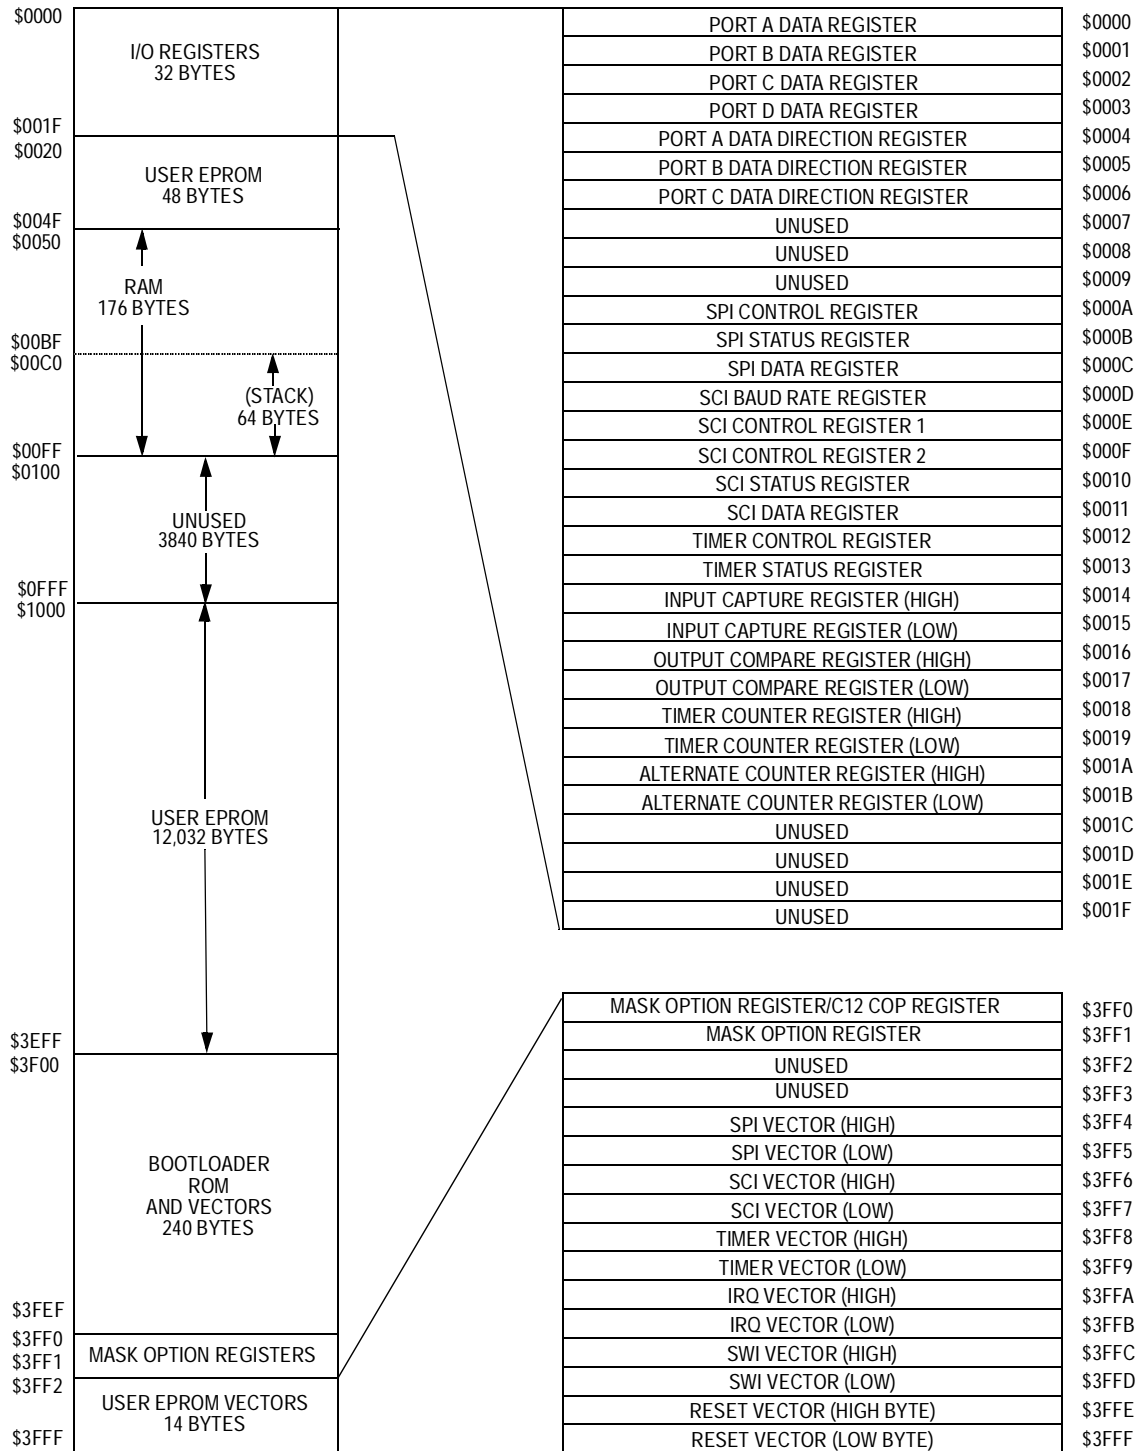 $0000
I/O REGISTERS
32 BYTES
$001F
$0020
USER EPROM
48 BYTES
$004F
$0050
RAM
176 BYTES
$00BF
$00C0
(STACK)
64 BYTES
$00FF
$0100
UNUSED
3840 BYTES
$0FFF
$1000
USER EPROM
12,032 BYTES
$3EFF
$3F00
BOOTLOADER
ROM
AND VECTORS
240 BYTES
$3FEF
$3FF0
$3FF1
MASK OPTION REGISTERS
$3FF2
USER EPROM VECTORS
14 BYTES
$3FFF
PORT A DATA REGISTER $0000
PORT B DATA REGISTER $0001
PORT C DATA REGISTER $0002
PORT D DATA REGISTER $0003
PORT A DATA DIRECTION REGISTER $0004
PORT B DATA DIRECTION REGISTER $0005
PORT C DATA DIRECTION REGISTER $0006
UNUSED $0007
UNUSED $0008
UNUSED $0009
SPI CONTROL REGISTER $000A
SPI STATUS REGISTER $000B
SPI DATA REGISTER $000C
SCI BAUD RATE REGISTER $000D
SCI CONTROL REGISTER 1 $000E
SCI CONTROL REGISTER 2 $000F
SCI STATUS REGISTER $0010
SCI DATA REGISTER $0011
TIMER CONTROL REGISTER $0012
TIMER STATUS REGISTER $0013
INPUT CAPTURE REGISTER (HIGH) $0014
INPUT CAPTURE REGISTER (LOW) $0015
OUTPUT COMPARE REGISTER (HIGH) $0016
OUTPUT COMPARE REGISTER (LOW) $0017
TIMER COUNTER REGISTER (HIGH) $0018
TIMER COUNTER REGISTER (LOW) $0019
ALTERNATE COUNTER REGISTER (HIGH) $001A
ALTERNATE COUNTER REGISTER (LOW) $001B
UNUSED $001C
UNUSED $001D
UNUSED $001E
UNUSED $001F
MASK OPTION REGISTER/C12 COP REGISTER $3FF0
MASK OPTION REGISTER $3FF1
UNUSED $3FF2
UNUSED $3FF3
SPI VECTOR (HIGH) $3FF4
SPI VECTOR (LOW) $3FF5
SCI VECTOR (HIGH) $3FF6
SCI VECTOR (LOW) $3FF7
TIMER VECTOR (HIGH) $3FF8
TIMER VECTOR (LOW) $3FF9
IRQ VECTOR (HIGH) $3FFA
IRQ VECTOR (LOW) $3FFB
SWI VECTOR (HIGH) $3FFC
SWI VECTOR (LOW) $3FFD
RESET VECTOR (HIGH BYTE) $3FFE
RESET VECTOR (LOW BYTE) $3FFF